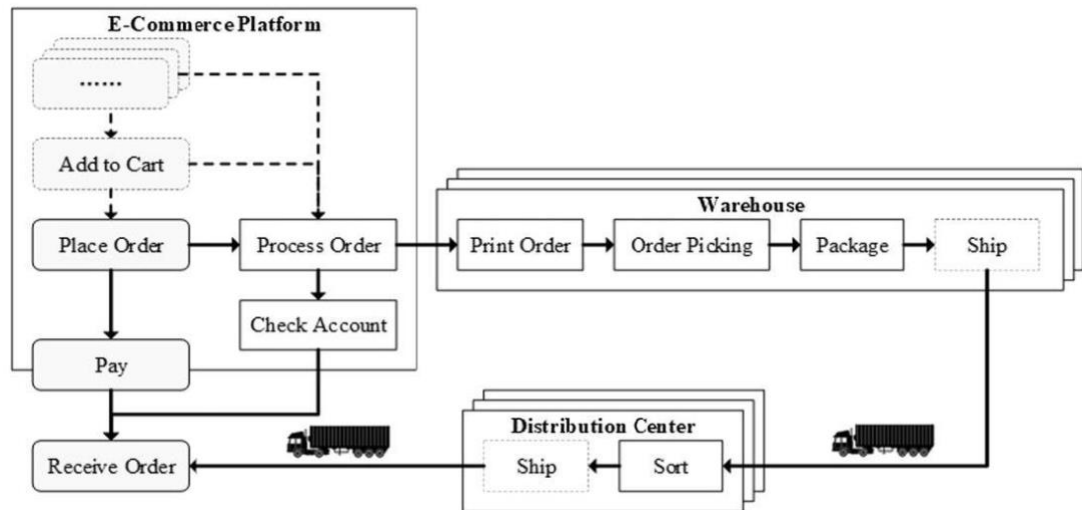 E-Commerce Platform
......
Add to Cart
Place Order
Process Order
Check Account
Pay
Receive Order
Warehouse
Print Order
Order Picking
Package
Ship
Distribution Center
Ship
Sort